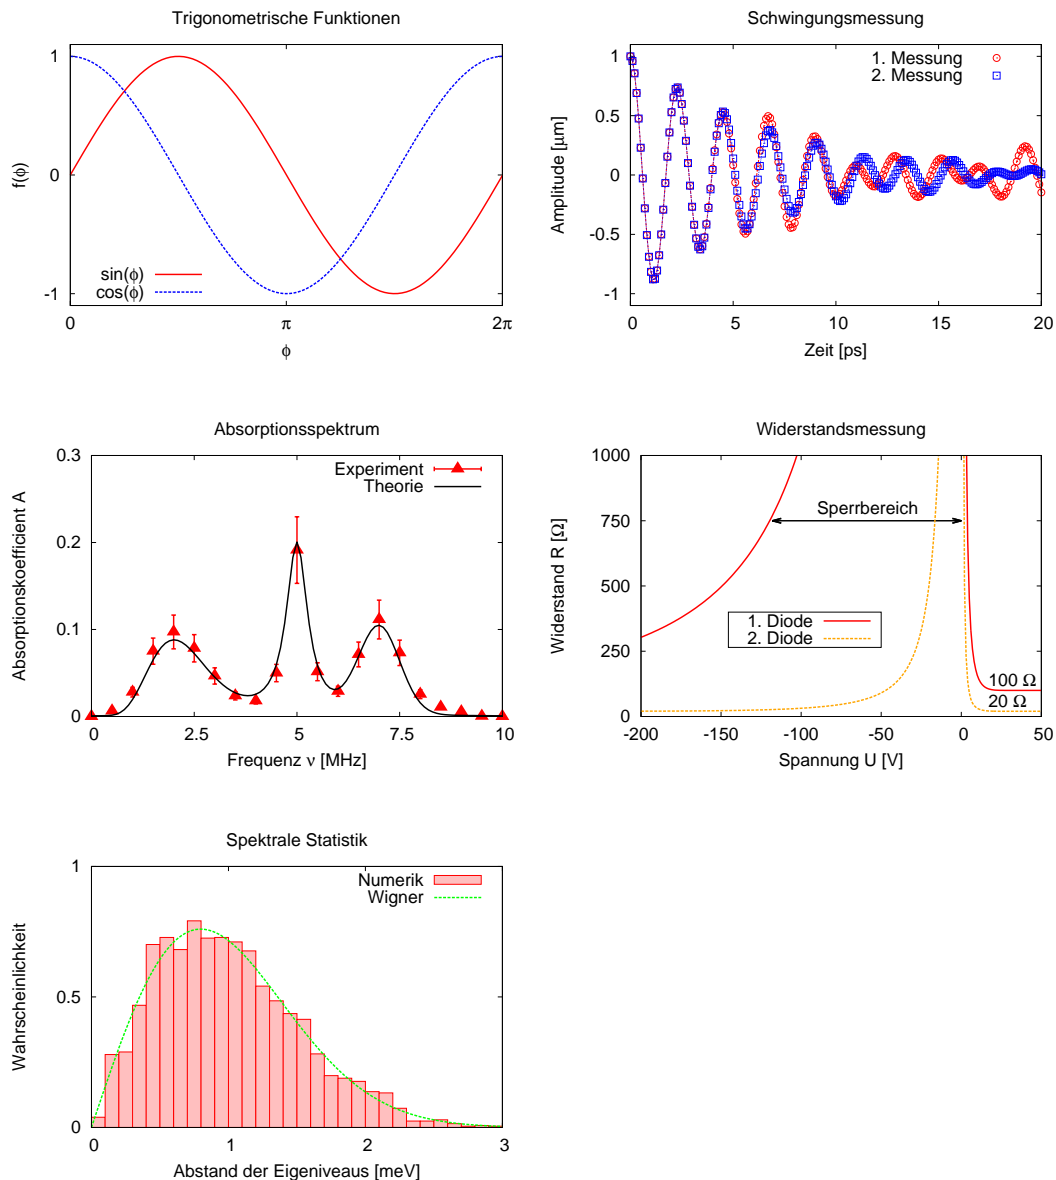 Trigonometrische Funktionen
f(ϕ)
1
0
-1
sin(ϕ)
cos(ϕ)
0 π 2π
ϕ
Schwingungsmessung
Amplitude [µm]
1
0.5
0
-0.5
-1
1. Messung
2. Messung
0 5 10 15 20
Zeit [ps]
Absorptionsspektrum
Absorptionskoefficient A
0.3
0.2
0.1
0
Experiment
Theorie
0 2.5 5 7.5 10
Frequenz ν [MHz]
Widerstandsmessung
Widerstand R [Ω]
1000
750
500
250
0
Sperrbereich
1. Diode
2. Diode
100 Ω
20 Ω
-200 -150 -100 -50 0 50
Spannung U [V]
Spektrale Statistik
Wahrscheinlichkeit
1
0.5
0
Numerik
Wigner
0 1 2 3
Abstand der Eigeniveaus [meV]